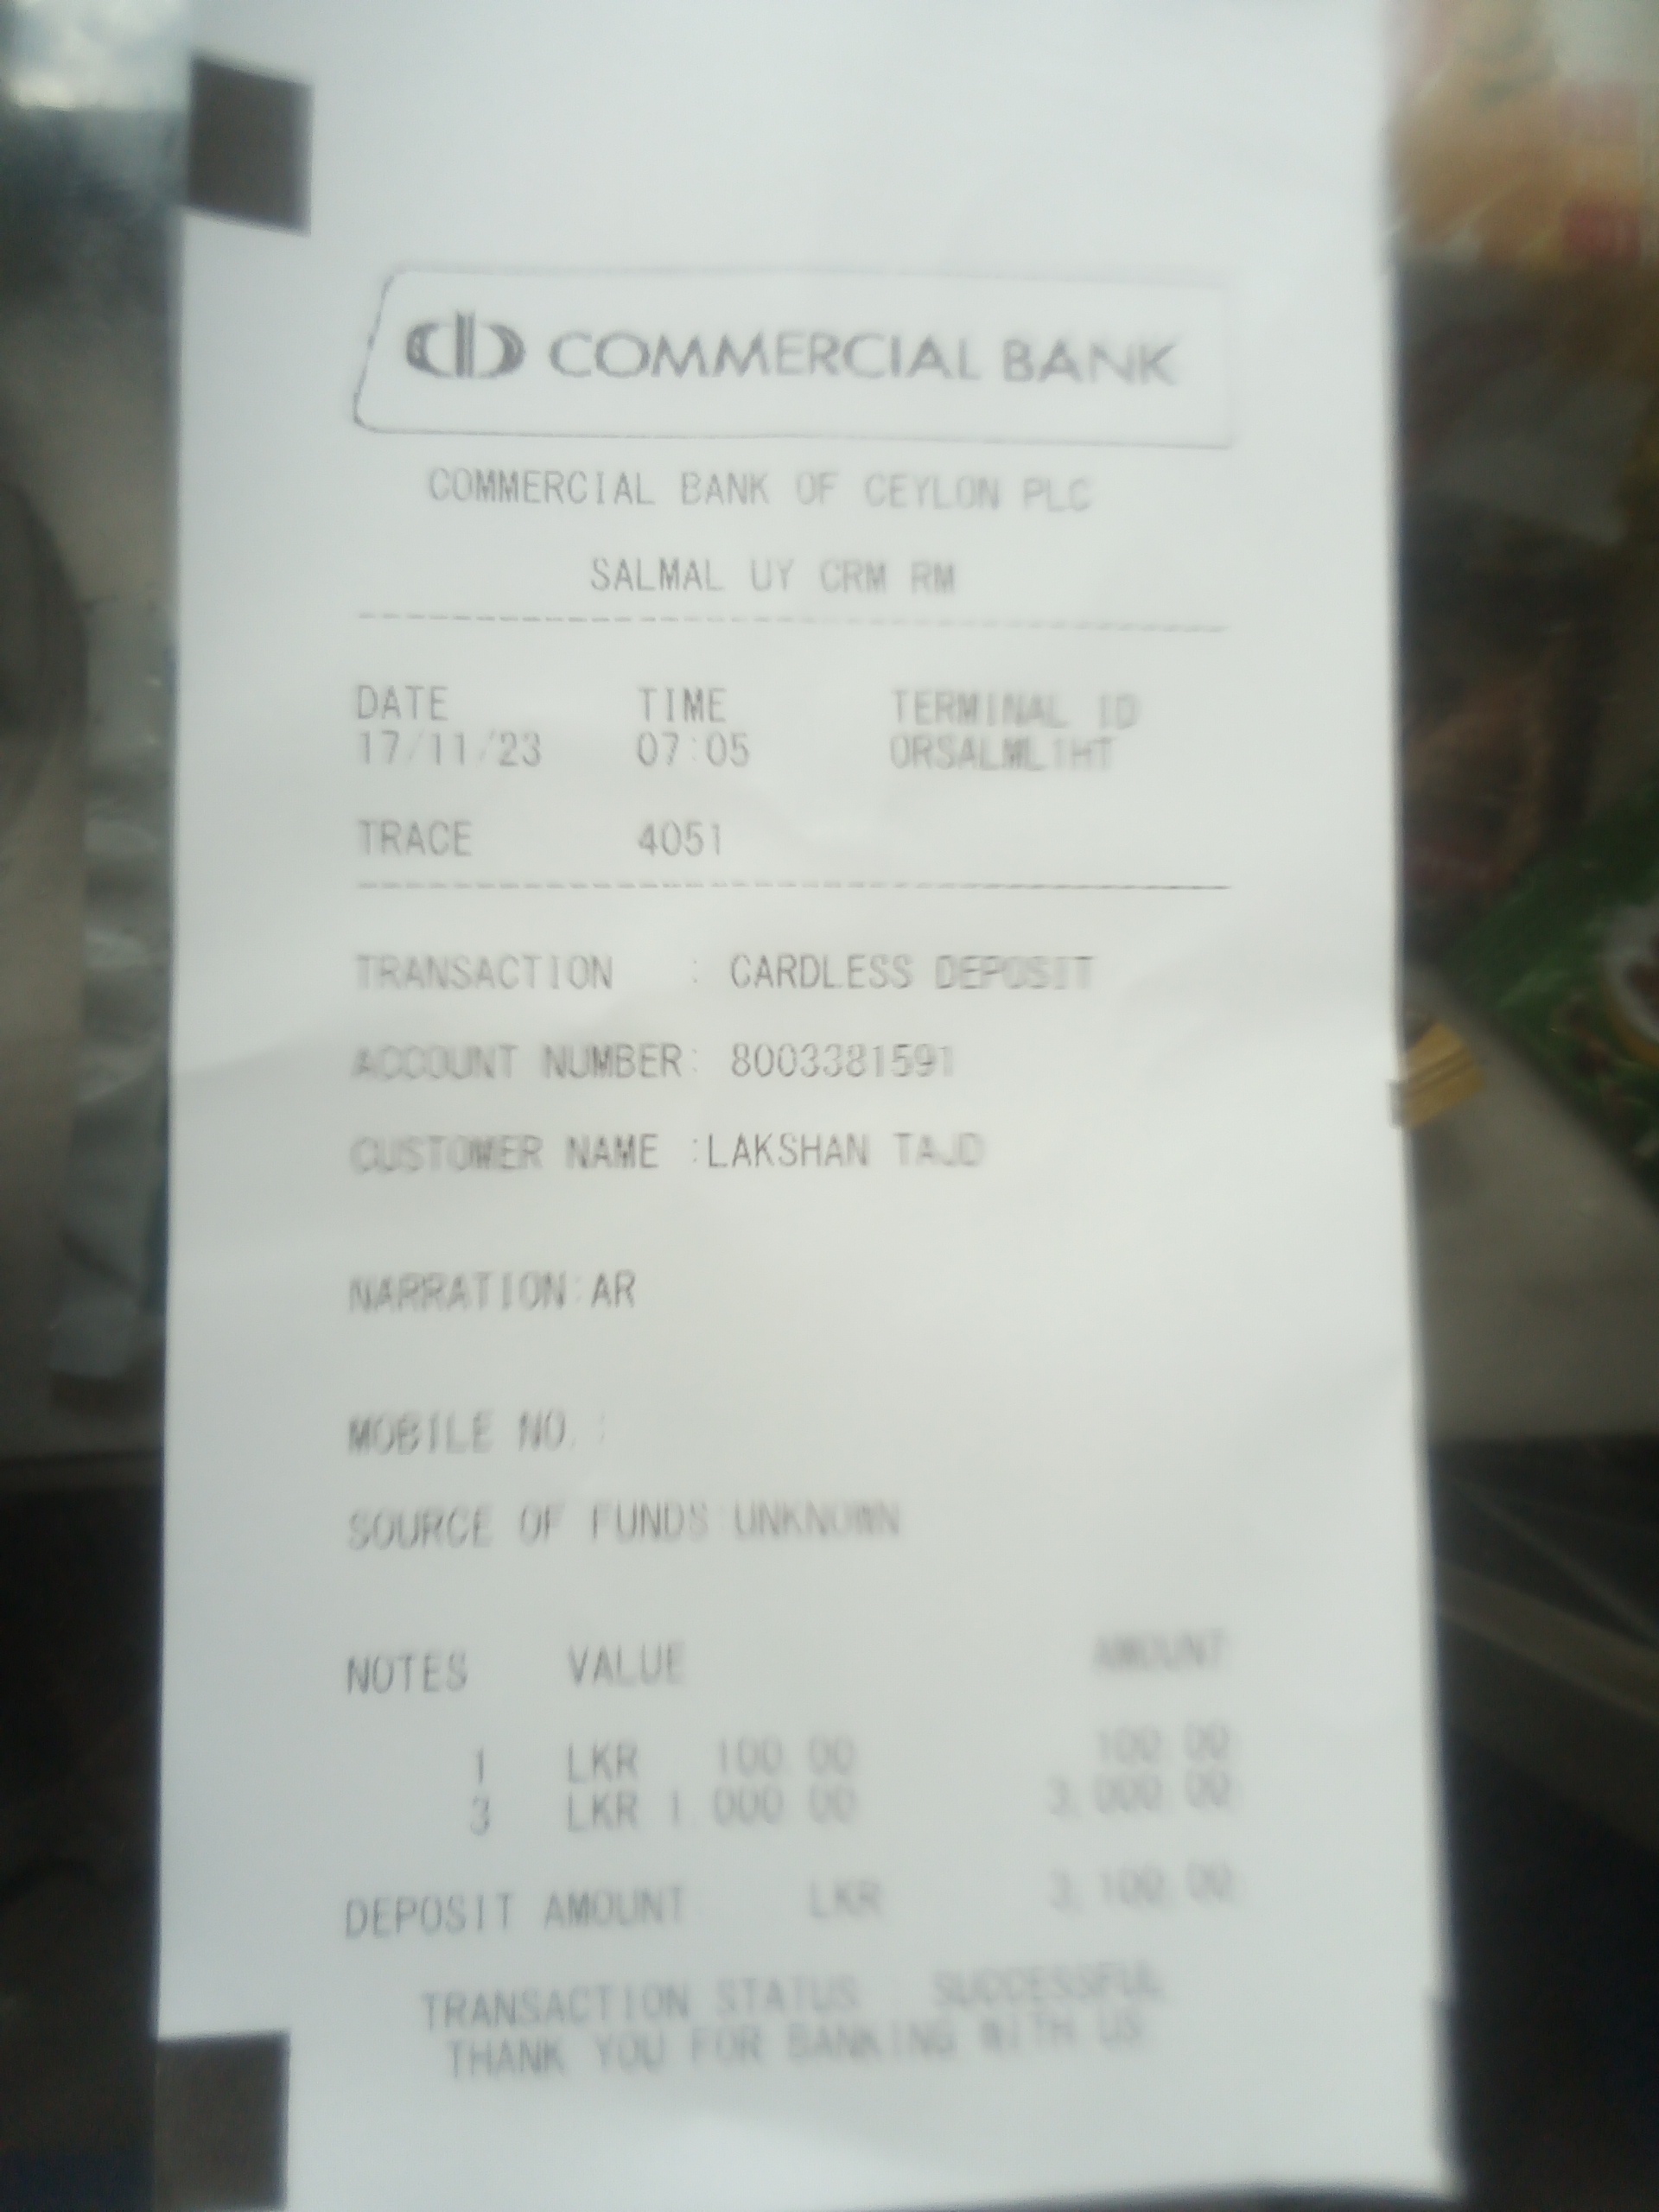 COMMERCIAL BANK
COMMERCIAL BANK OF CEYLON PLC
SALMAL UY CRM RM
DATE TIME TERMINAL ID
17/11/23 07:05 ORSALML1HT
TRACE 4051
TRANSACTION : CARDLESS DEPOSIT
ACCOUNT NUMBER: 8003381591
CUSTOMER NAME :LAKSHAN TAJD
NARRATION:AR
MOBILE NO. :
SOURCE OF FUNDS:UNKNOWN
NOTES VALUE AMOUNT
1 LKR 100.00 100.00
3 LKR 1,000.00 3,000.00
DEPOSIT AMOUNT: LKR 3,100.00
TRANSACTION STATUS : SUCCESSFUL
THANK YOU FOR BANKING WITH US